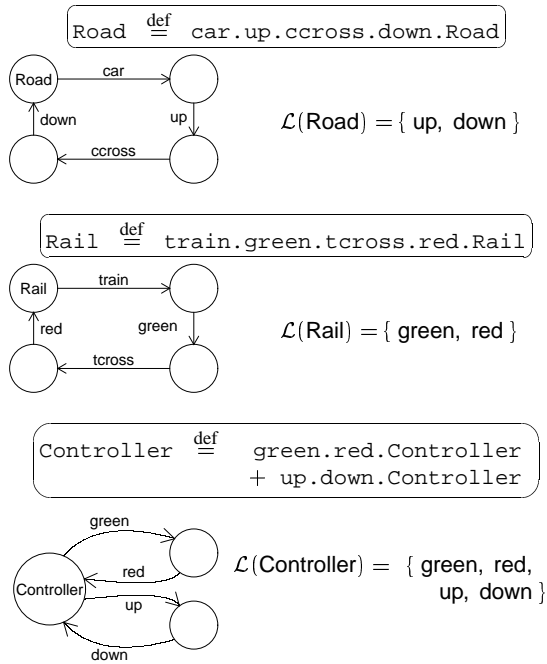 Road def= car.up.ccross.down.Road
Road
car
up
down
ccross
ℒ(Road) = { up, down }
Rail def= train.green.tcross.red.Rail
Rail
train
green
red
tcross
ℒ(Rail) = { green, red }
Controller def= green.red.Controller
+ up.down.Controller
green
red
Controller
up
down
ℒ(Controller) = { green, red,
up, down }